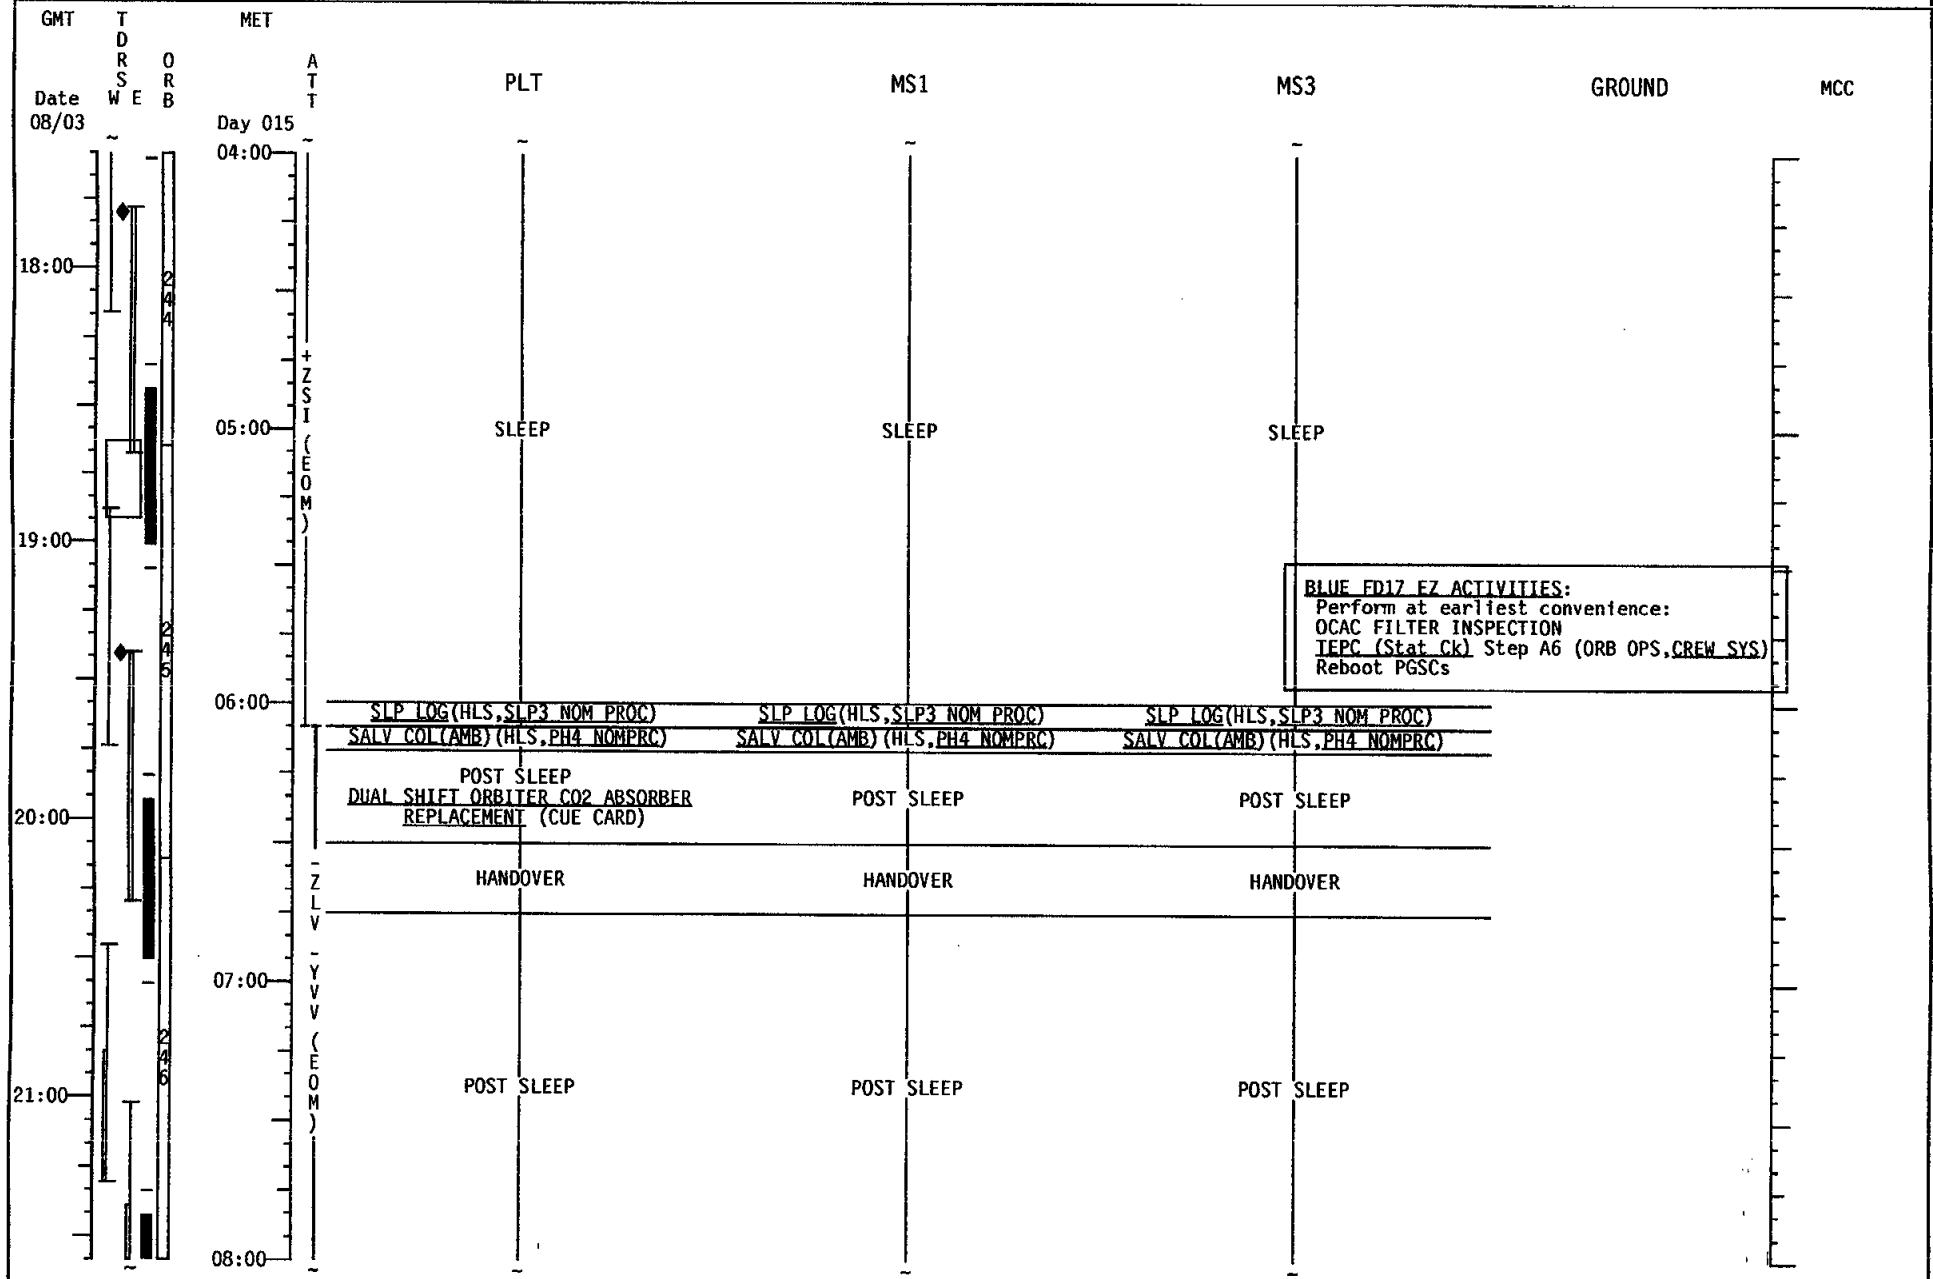 GMT
TDRS
MET
W E
ORB
ATT
PLT
MS1
MS3
GROUND
MCC
Date
08/03
Day 015
04:00
18:00
244
+ZSI(EOM)
05:00
SLEEP
SLEEP
SLEEP
19:00
BLUE FD17 EZ ACTIVITIES:
Perform at earliest convenience:
OCAC FILTER INSPECTION
TEPC (Stat Ck) Step A6 (ORB OPS,CREW SYS)
Reboot PGSCs
245
06:00
SLP LOG(HLS,SLP3 NOM PROC)
SLP LOG(HLS,SLP3 NOM PROC)
SLP LOG(HLS,SLP3 NOM PROC)
SALV COL(AMB)(HLS,PH4 NOMPRC)
SALV COL(AMB)(HLS,PH4 NOMPRC)
SALV COL(AMB)(HLS,PH4 NOMPRC)
POST SLEEP
DUAL SHIFT ORBITER CO2 ABSORBER
REPLACEMENT (CUE CARD)
POST SLEEP
POST SLEEP
20:00
HANDOVER
HANDOVER
HANDOVER
-ZLV -YVV(EOM)
07:00
246
21:00
POST SLEEP
POST SLEEP
POST SLEEP
08:00